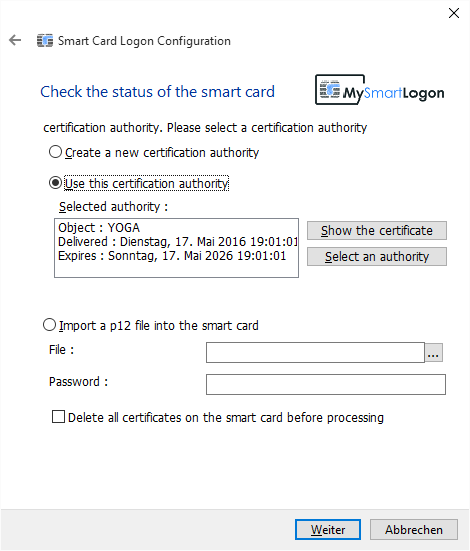 Smart Card Logon Configuration
Check the status of the smart card
MySmartLogon
certification authority. Please select a certification authority
Create a new certification authority
Use this certification authority
Selected authority :
Object : YOGA
Delivered : Dienstag, 17. Mai 2016 19:01:01
Expires : Sonntag, 17. Mai 2026 19:01:01
Show the certificate
Select an authority
Import a p12 file into the smart card
File :
...
Password :
Delete all certificates on the smart card before processing
Weiter
Abbrechen